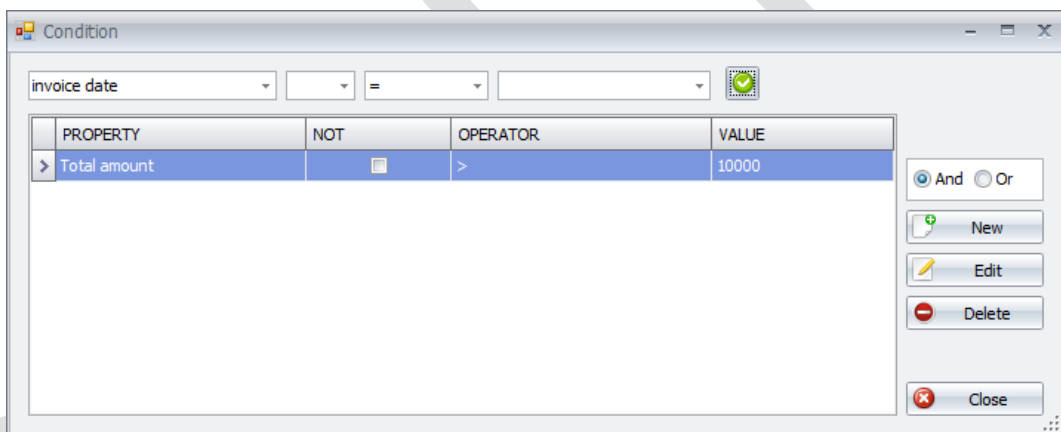 Condition
invoice date =
PROPERTY NOT OPERATOR VALUE
Total amount > 10000
And Or
New
Edit
Delete
Close